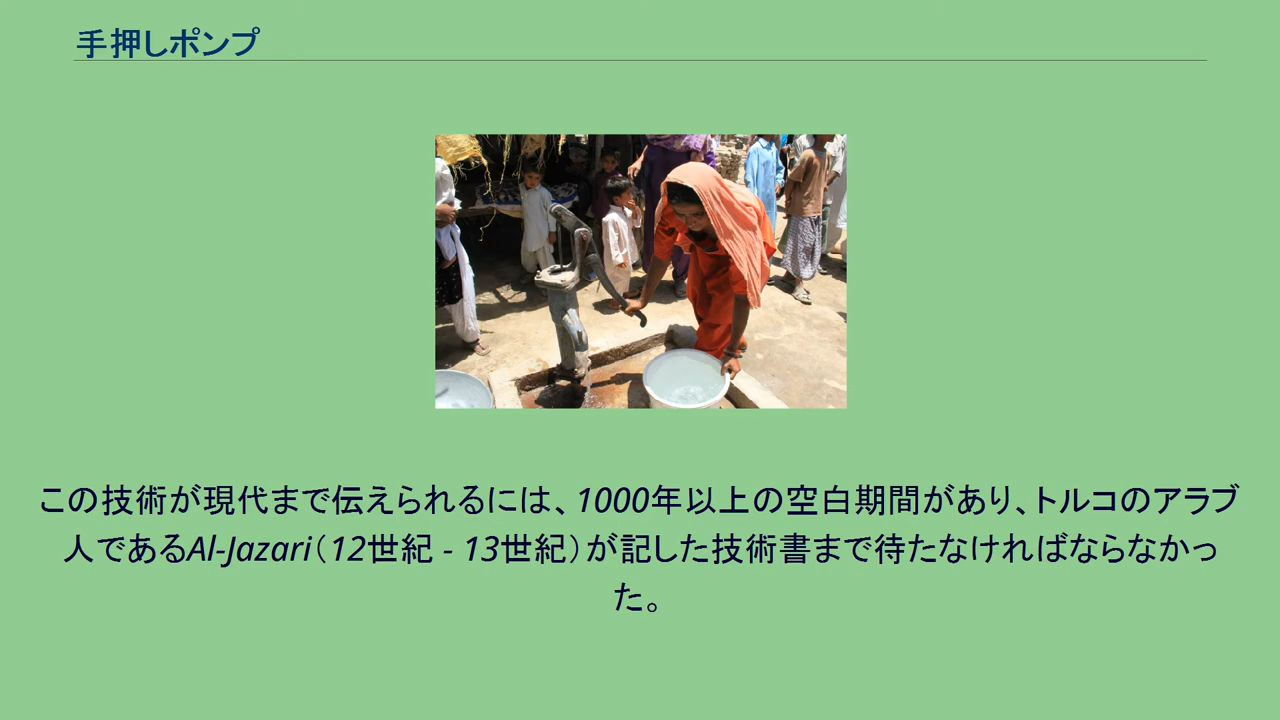 手押しポンプ
この技術が現代まで伝えられるには、1000年以上の空白期間があり、トルコのアラブ
人であるAl-Jazari（12世紀 - 13世紀）が記した技術書まで待たなければならなかっ
た。